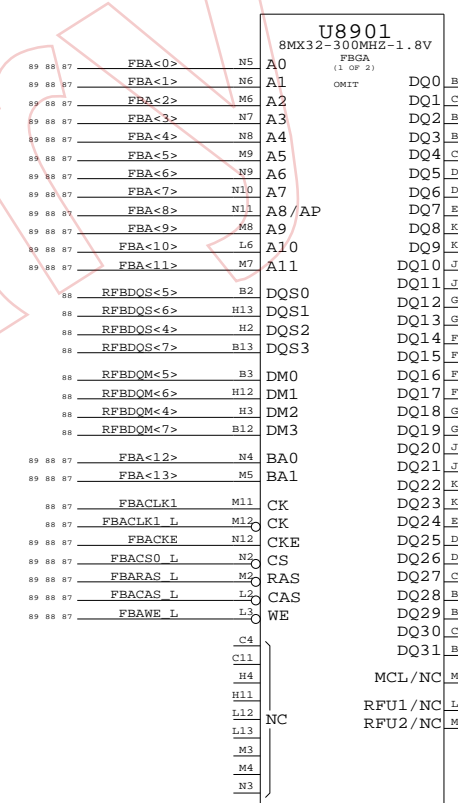 U8901
8MX32-300MHZ-1.8V
FBGA
(1 OF 2)
OMIT
89 88 87 FBA<0> N5 A0
89 88 87 FBA<1> N6 A1
89 88 87 FBA<2> M6 A2
89 88 87 FBA<3> N7 A3
89 88 87 FBA<4> N8 A4
89 88 87 FBA<5> M9 A5
89 88 87 FBA<6> N9 A6
89 88 87 FBA<7> N10 A7
89 88 87 FBA<8> N11 A8/AP
89 88 87 FBA<9> M8 A9
89 88 87 FBA<10> L6 A10
89 88 87 FBA<11> M7 A11
88 RFBDQS<5> B2 DQS0
88 RFBDQS<6> H13 DQS1
88 RFBDQS<4> H2 DQS2
88 RFBDQS<7> B13 DQS3
88 RFBDQM<5> B3 DM0
88 RFBDQM<6> H12 DM1
88 RFBDQM<4> H3 DM2
88 RFBDQM<7> B12 DM3
89 88 87 FBA<12> N4 BA0
89 88 87 FBA<13> M5 BA1
88 87 FBACLK1 M11 CK
88 87 FBACLK1_L M12 CK
89 88 87 FBACKE N12 CKE
89 88 87 FBACS0_L N2 CS
89 88 87 FBARAS_L M2 RAS
89 88 87 FBACAS_L L2 CAS
89 88 87 FBAWE_L L3 WE
C4
C11
H4
H11
L12
L13
M3
M4
N3
NC
DQ0 B
DQ1 C
DQ2 B
DQ3 B
DQ4 C
DQ5 D
DQ6 D
DQ7 E
DQ8 K
DQ9 K
DQ10 J
DQ11 J
DQ12 G
DQ13 G
DQ14 F
DQ15 F
DQ16 F
DQ17 F
DQ18 G
DQ19 G
DQ20 J
DQ21 J
DQ22 K
DQ23 K
DQ24 E
DQ25 D
DQ26 D
DQ27 C
DQ28 B
DQ29 B
DQ30 C
DQ31 B
MCL/NC M
RFU1/NC L
RFU2/NC M